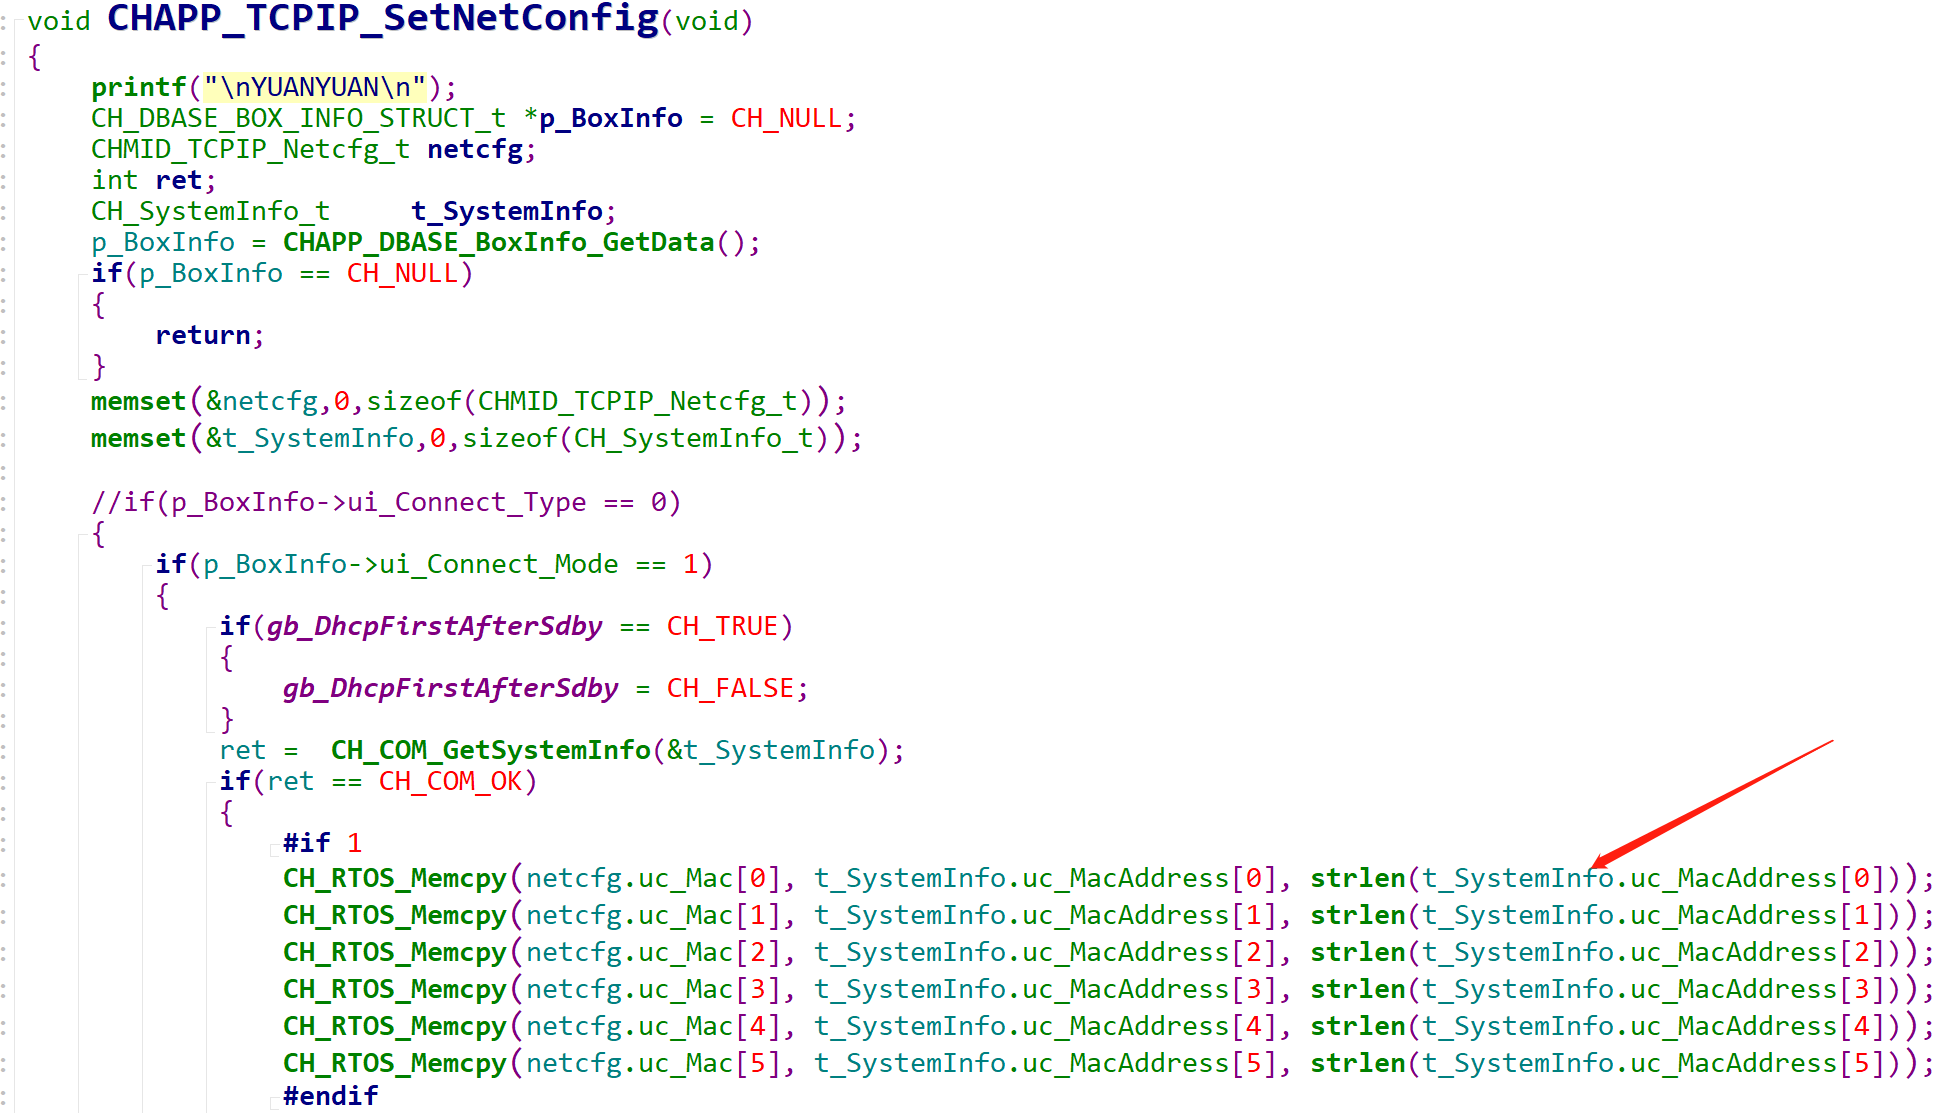 void CHAPP_TCPIP_SetNetConfig(void)
{
printf("\nYUANYUAN\n");
CH_DBASE_BOX_INFO_STRUCT_t *p_BoxInfo = CH_NULL;
CHMID_TCPIP_Netcfg_t netcfg;
int ret;
CH_SystemInfo_t     t_SystemInfo;
p_BoxInfo = CHAPP_DBASE_BoxInfo_GetData();
if(p_BoxInfo == CH_NULL)
{
return;
}
memset(&netcfg,0,sizeof(CHMID_TCPIP_Netcfg_t));
memset(&t_SystemInfo,0,sizeof(CH_SystemInfo_t));
//if(p_BoxInfo->ui_Connect_Type == 0)
{
if(p_BoxInfo->ui_Connect_Mode == 1)
{
if(gb_DhcpFirstAfterSdby == CH_TRUE)
{
gb_DhcpFirstAfterSdby = CH_FALSE;
}
ret =  CH_COM_GetSystemInfo(&t_SystemInfo);
if(ret == CH_COM_OK)
{
#if 1
CH_RTOS_Memcpy(netcfg.uc_Mac[0], t_SystemInfo.uc_MacAddress[0], strlen(t_SystemInfo.uc_MacAddress[0]));
CH_RTOS_Memcpy(netcfg.uc_Mac[1], t_SystemInfo.uc_MacAddress[1], strlen(t_SystemInfo.uc_MacAddress[1]));
CH_RTOS_Memcpy(netcfg.uc_Mac[2], t_SystemInfo.uc_MacAddress[2], strlen(t_SystemInfo.uc_MacAddress[2]));
CH_RTOS_Memcpy(netcfg.uc_Mac[3], t_SystemInfo.uc_MacAddress[3], strlen(t_SystemInfo.uc_MacAddress[3]));
CH_RTOS_Memcpy(netcfg.uc_Mac[4], t_SystemInfo.uc_MacAddress[4], strlen(t_SystemInfo.uc_MacAddress[4]));
CH_RTOS_Memcpy(netcfg.uc_Mac[5], t_SystemInfo.uc_MacAddress[5], strlen(t_SystemInfo.uc_MacAddress[5]));
#endif